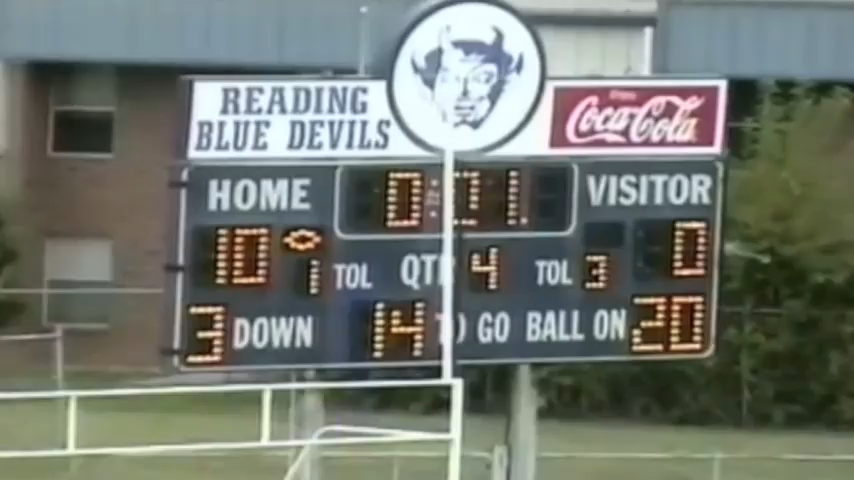 READING
BLUE DEVILS
Coca-Cola
HOME 0:01 VISITOR
10 1 TOL QTR 4 TOL 3 0
3 DOWN 14 TO GO BALL ON 20